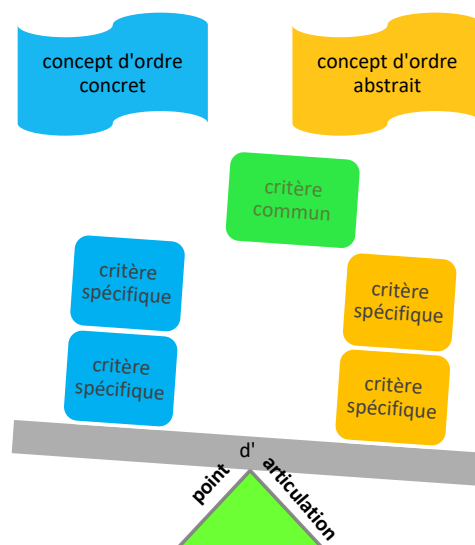 concept d'ordre
concret
concept d'ordre
abstrait
critère
commun
critère
spécifique
critère
spécifique
critère
spécifique
critère
spécifique
point
d'
articulation